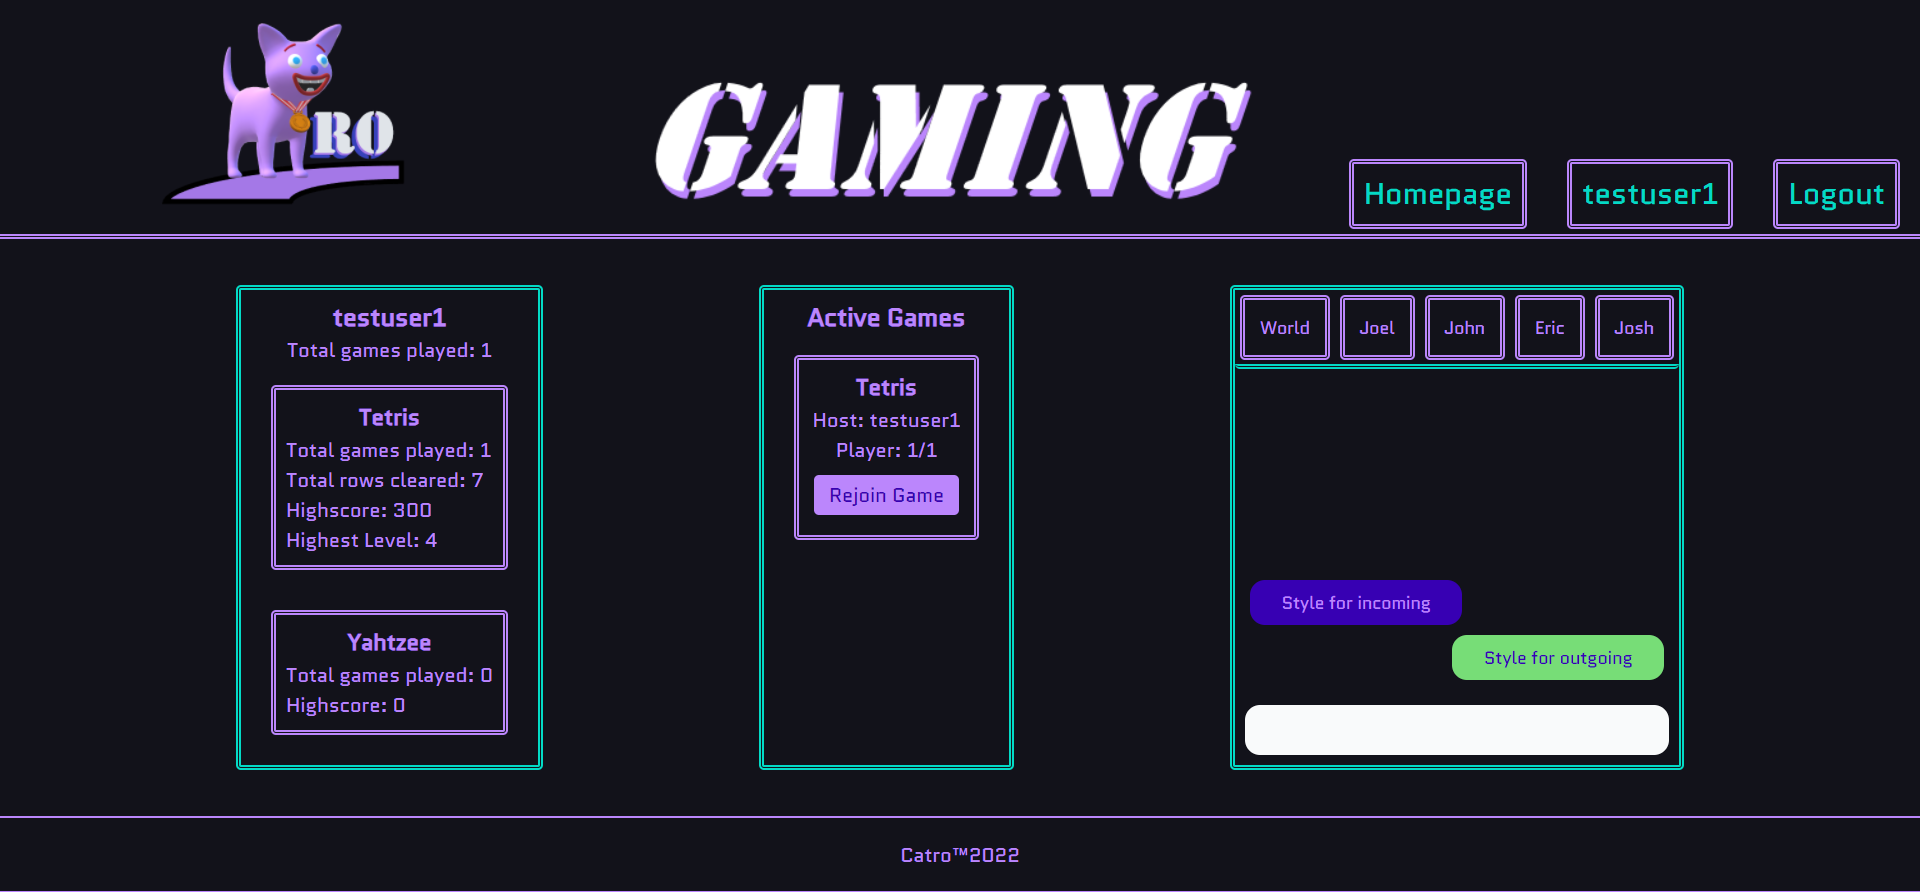 RO
GAMING
Homepage
testuser1
Logout
testuser1
Total games played: 1
Tetris
Total games played: 1
Total rows cleared: 7
Highscore: 300
Highest Level: 4
Yahtzee
Total games played: 0
Highscore: 0
Active Games
Tetris
Host: testuser1
Player: 1/1
Rejoin Game
World
Joel
John
Eric
Josh
Style for incoming
Style for outgoing
Catro™2022